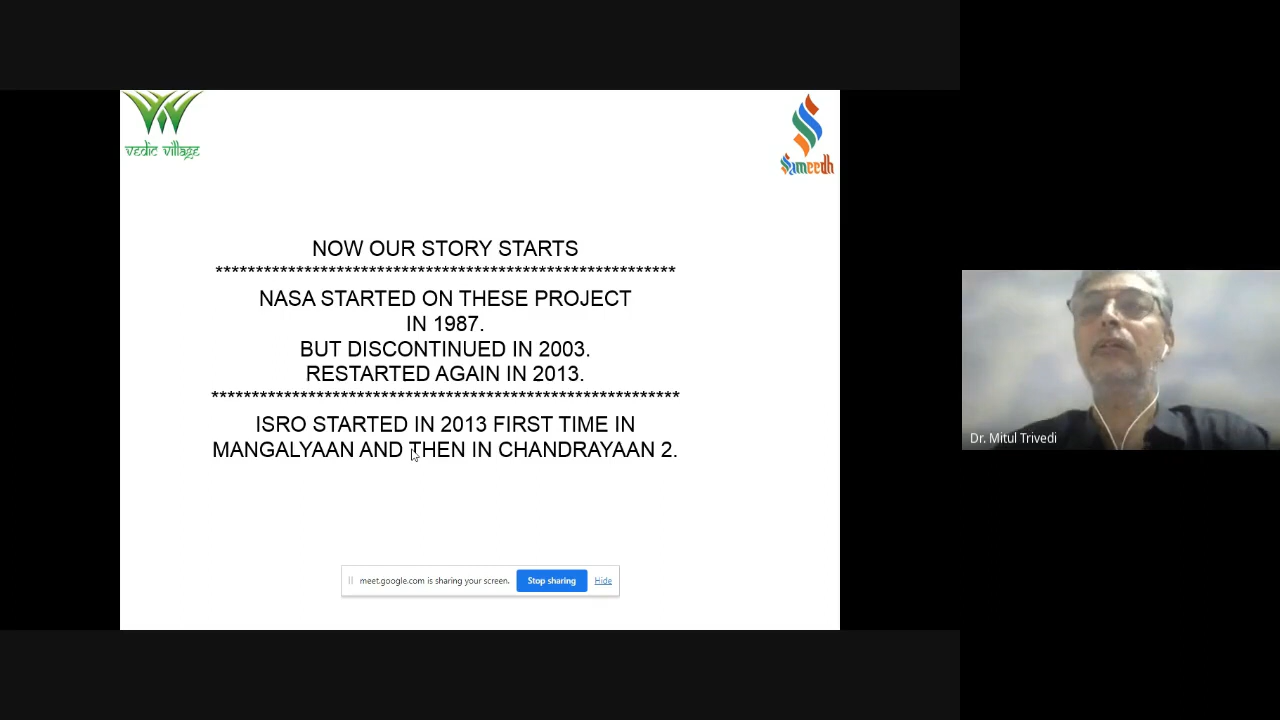 vedic village
Sameedh
NOW OUR STORY STARTS
*********************************************************
NASA STARTED ON THESE PROJECT
IN 1987.
BUT DISCONTINUED IN 2003.
RESTARTED AGAIN IN 2013.
**********************************************************
ISRO STARTED IN 2013 FIRST TIME IN
MANGALYAAN AND THEN IN CHANDRAYAAN 2.
meet.google.com is sharing your screen. Stop sharing Hide
Dr. Mitul Trivedi